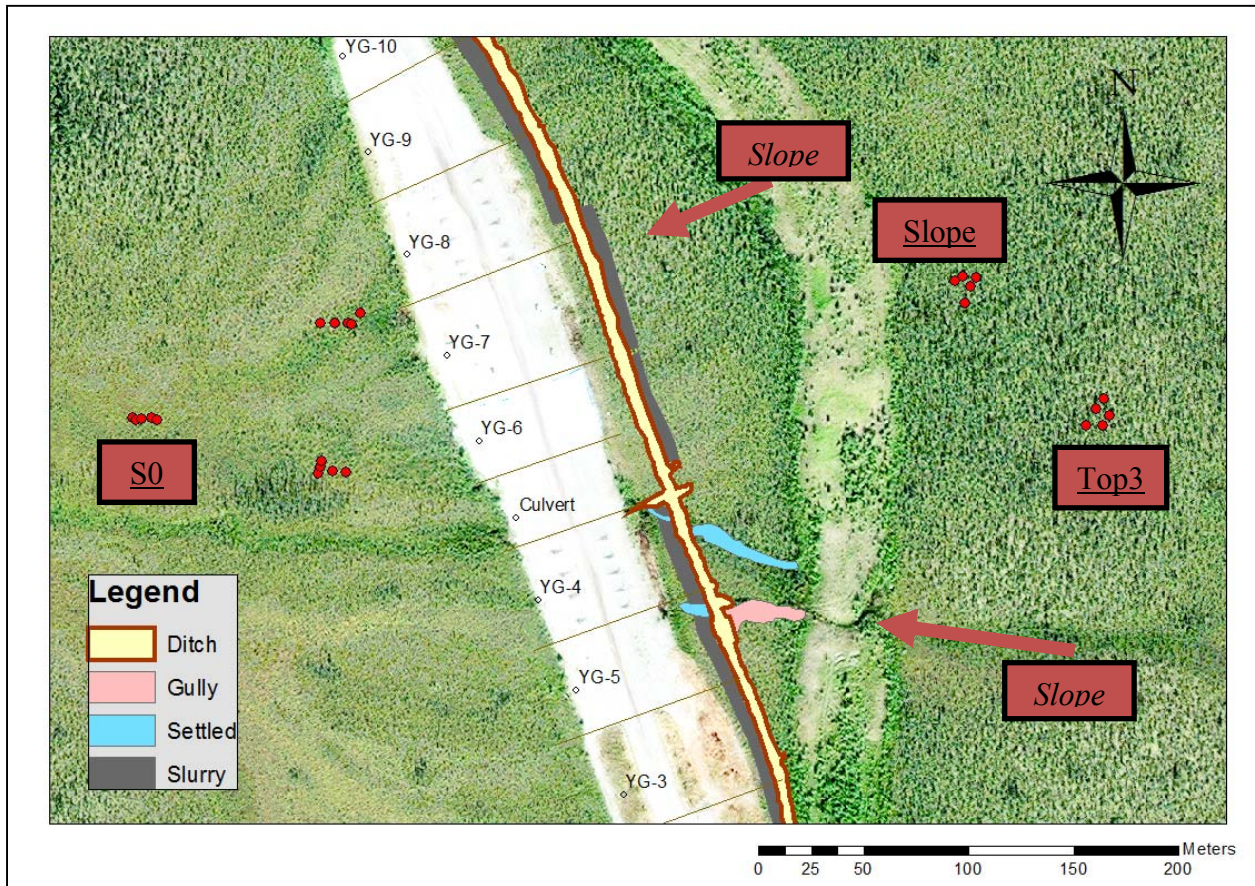 YG-10
N
YG-9
Slope
YG-8
Slope
YG-7
YG-6
S0
Top3
Culvert
YG-4
Legend
Ditch
Gully
Settled
Slurry
YG-5
Slope
YG-3
Meters
0 25 50 100 150 200